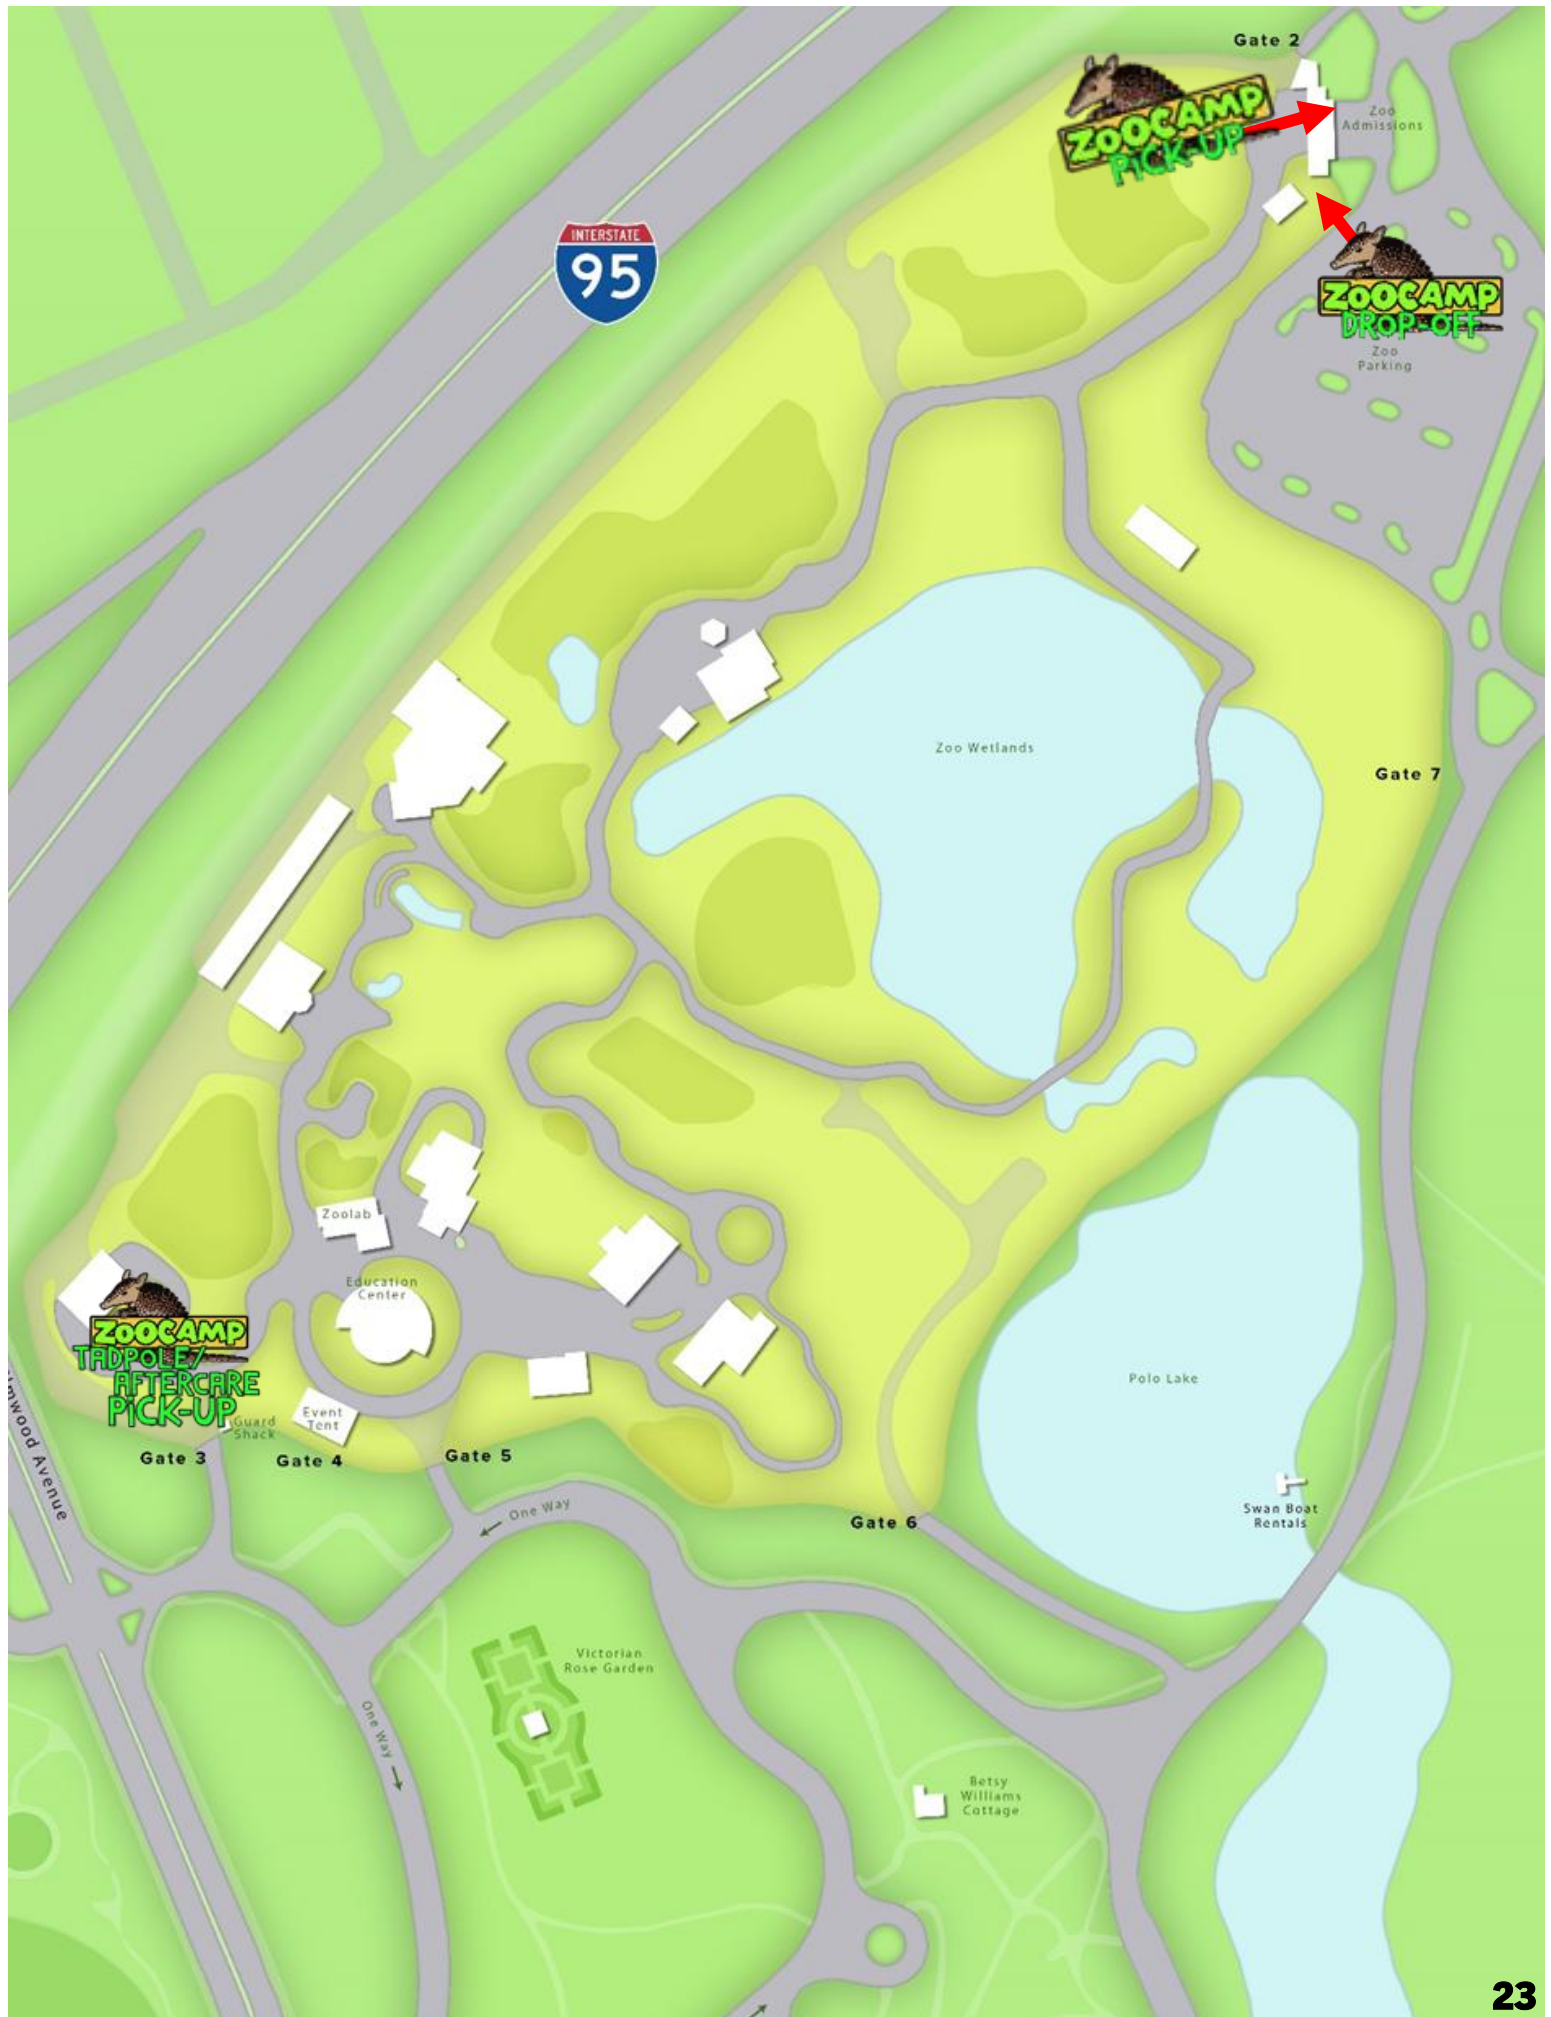 Gate 2
ZOOCAMP
PICK-UP
Zoo
Admissions
INTERSTATE
95
ZOOCAMP
DROP-OFF
Zoo
Parking
Zoo Wetlands
Gate 7
Zoolab
Education
Center
ZOOCAMP
TADPOLE/
AFTERCARE
PICK-UP
Guard
Shack
Event
Tent
Gate 3
Gate 4
Gate 5
Polo Lake
Avenue
One Way
Gate 6
Swan Boat
Rentals
Victorian
Rose Garden
One Way
Betsy
Williams
Cottage
23